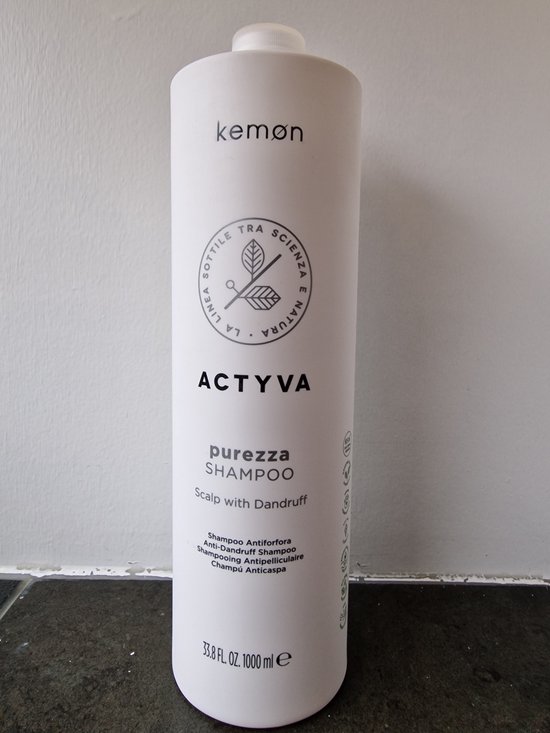 kemøn
LA LINEA SOTTILE TRA SCIENZA E NATURA •
ACTYVA
purezza
SHAMPOO
Scalp with Dandruff
Shampoo Antiforfora
Anti-Dandruff Shampoo
Shampooing Antipelliculaire
Champú Anticaspa
33.8 FL. OZ. 1000 ml e